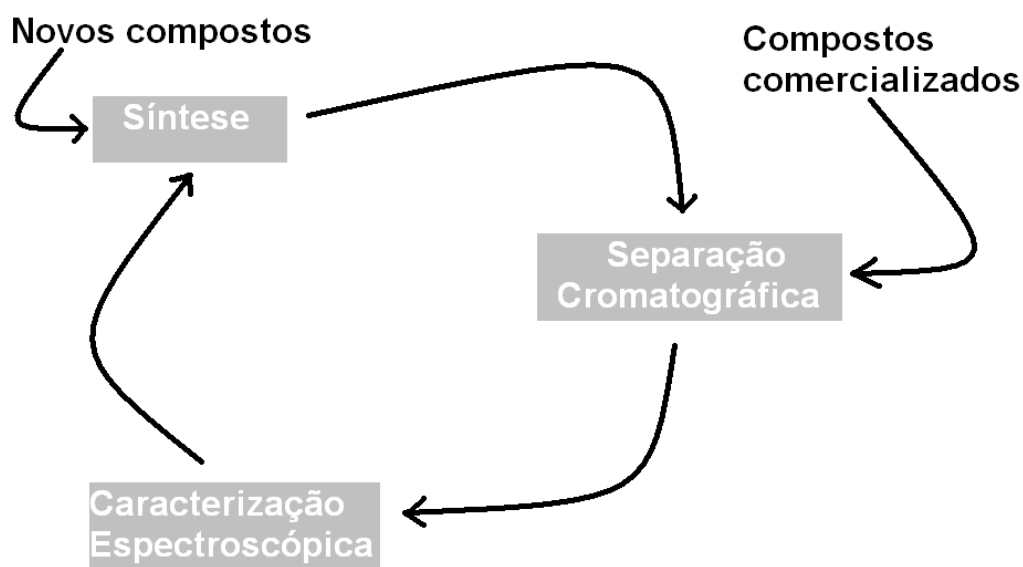 Novos compostos
Compostos
comercializados
Síntese
Separação
Cromatográfica
Caracterização
Espectroscópica